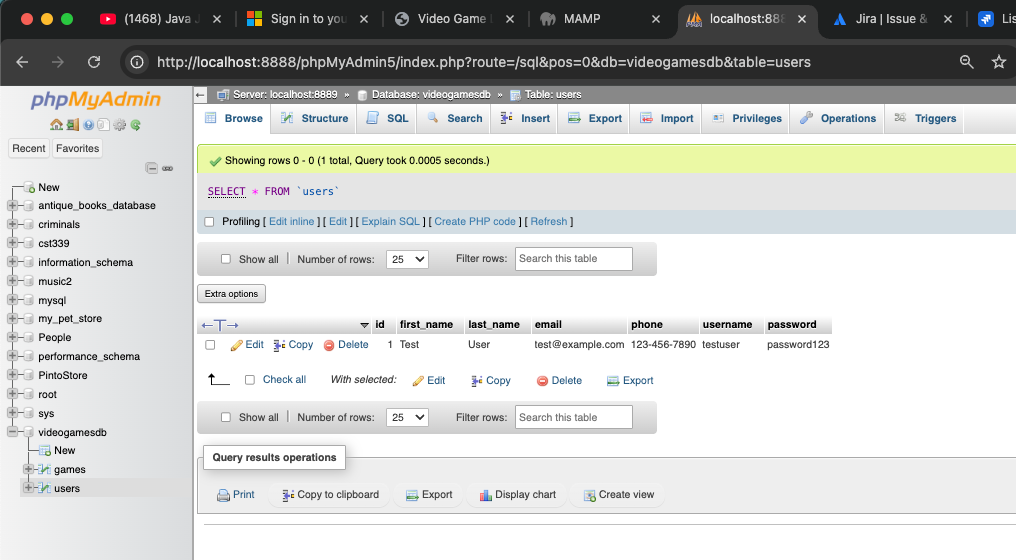 (1468) Java J
Sign in to you
Video Game L
MAMP
localhost:888
Jira | Issue &
Lis
http://localhost:8888/phpMyAdmin5/index.php?route=/sql&pos=0&db=videogamesdb&table=users
phpMyAdmin
Recent Favorites
New
antique_books_database
criminals
cst339
information_schema
music2
mysql
my_pet_store
People
performance_schema
PintoStore
root
sys
videogamesdb
New
games
users
Server: localhost:8889 » Database: videogamesdb » Table: users
Browse Structure SQL Search Insert Export Import Privileges Operations Triggers
Showing rows 0 - 0 (1 total, Query took 0.0005 seconds.)
SELECT * FROM `users`
Profiling [ Edit inline ] [ Edit ] [ Explain SQL ] [ Create PHP code ] [ Refresh ]
Show all | Number of rows: 25 Filter rows: Search this table
Extra options
←T→ id first_name last_name email phone username password
Edit Copy Delete 1 Test User test@example.com 123-456-7890 testuser password123
Check all With selected: Edit Copy Delete Export
Show all | Number of rows: 25 Filter rows: Search this table
Query results operations
Print Copy to clipboard Export Display chart Create view